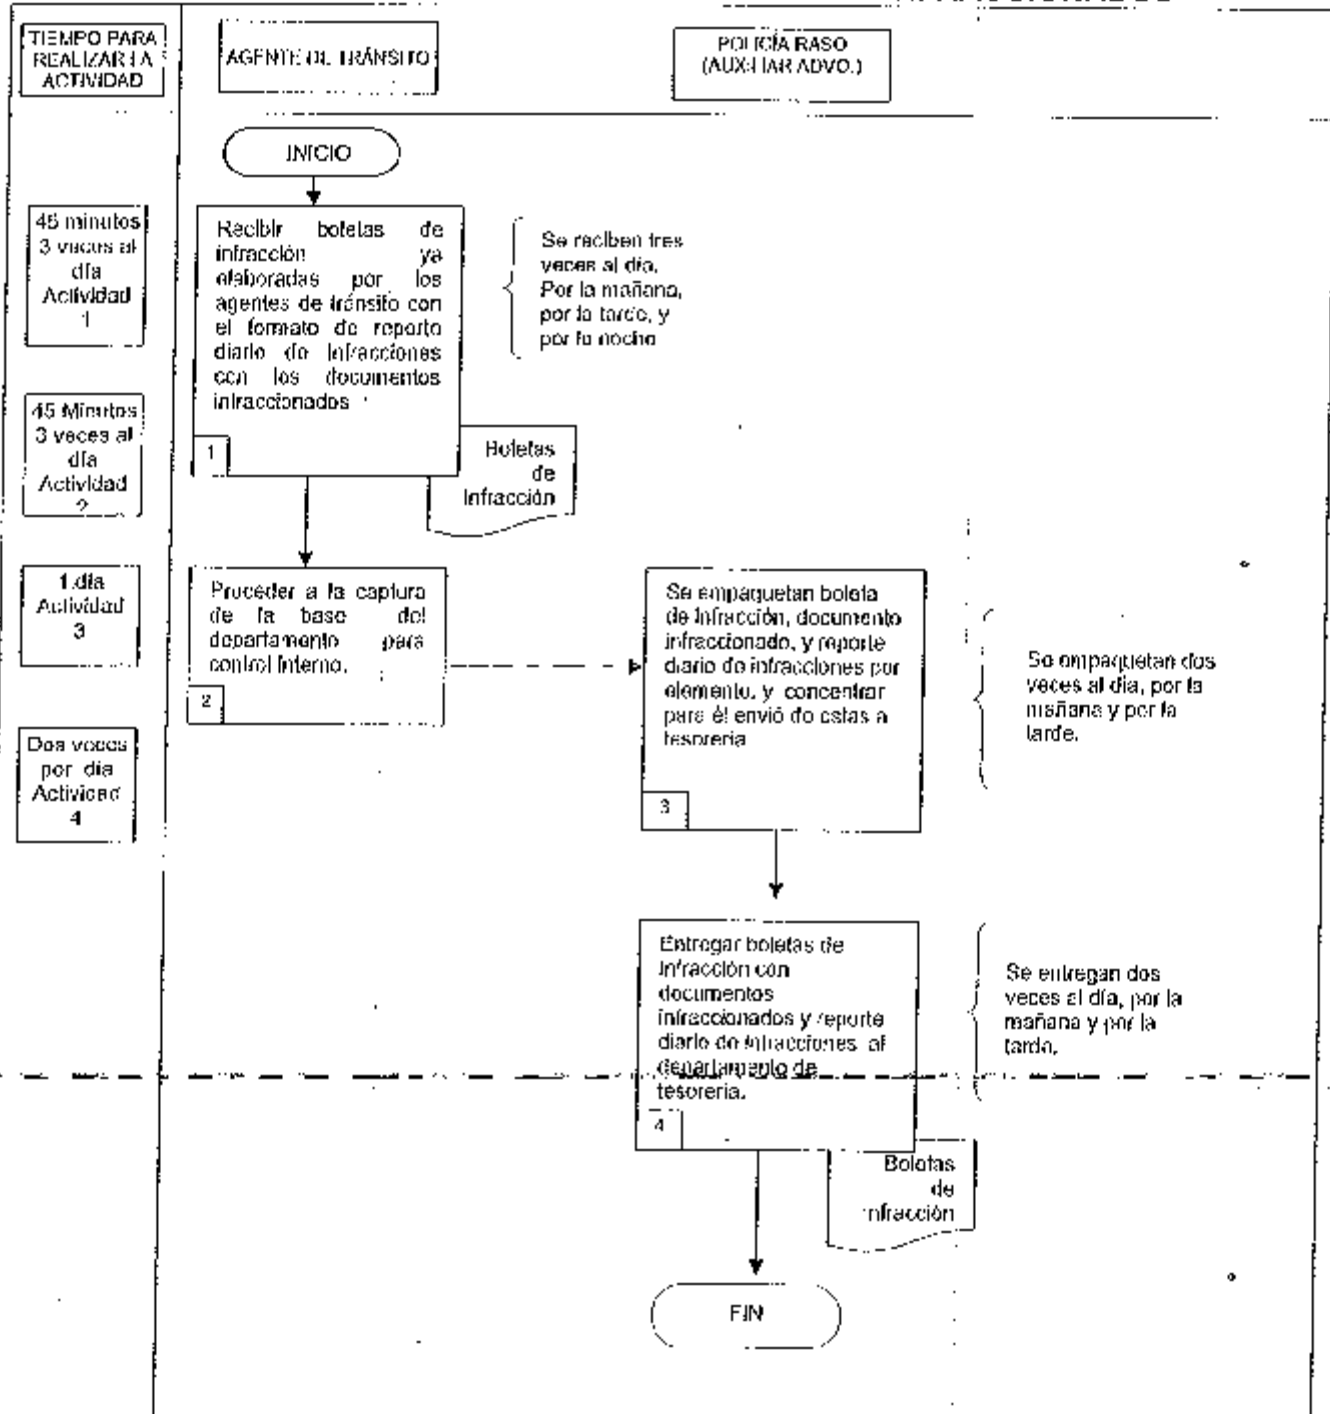 TIEMPO PARA
REALIZAR LA
ACTIVIDAD
AGENTE DE TRÁNSITO
POLICÍA RASO
(AUXILIAR ADVO.)
INICIO
45 minutos
3 veces al
día
Actividad
1
Recibir boletas de
infracción ya
elaboradas por los
agentes de tránsito con
el formato de reporte
diario de Infracciones
con los documentos
infraccionados
1
Se reciben tres
veces al día.
Por la mañana,
por la tarde, y
por la noche
Boletas
de
Infracción
45 Minutos
3 veces al
día
Actividad
2
1 día
Actividad
3
Proceder a la captura
de la base del
departamento para
control Interno.
2
Se empaquetan boleta
de Infracción, documento
infraccionado, y reporte
diario de infracciones por
elemento, y concentrar
para él envió de estas a
tesorería
3
Se empaquetan dos
veces al día, por la
mañana y por la
tarde.
Dos veces
por día
Actividad
4
Entregar boletas de
Infracción con
documentos
infraccionados y reporte
diario de Infracciones al
departamento de
tesorería.
4
Se entregan dos
veces al día, por la
mañana y por la
tarde.
Boletas
de
Infracción
FIN